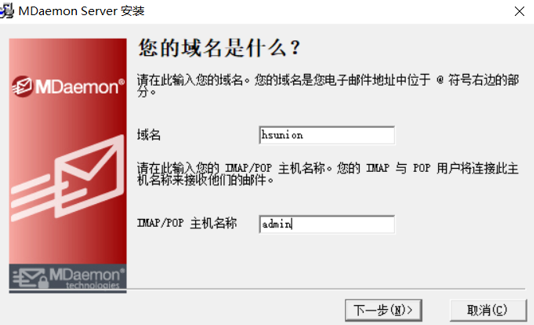 MDaemon Server 安装
MDaemon®
您的域名是什么？
请在此输入您的域名。您的域名是您电子邮件地址中位于 @ 符号右边的部
分。
域名
hsunion
请在此输入您的 IMAP/POP 主机名称。您的 IMAP 与 POP 用户将连接此主
机名称来接收他们的邮件。
IMAP/POP 主机名称
admin
MDaemon®
technologies
下一步(N)>
取消(C)